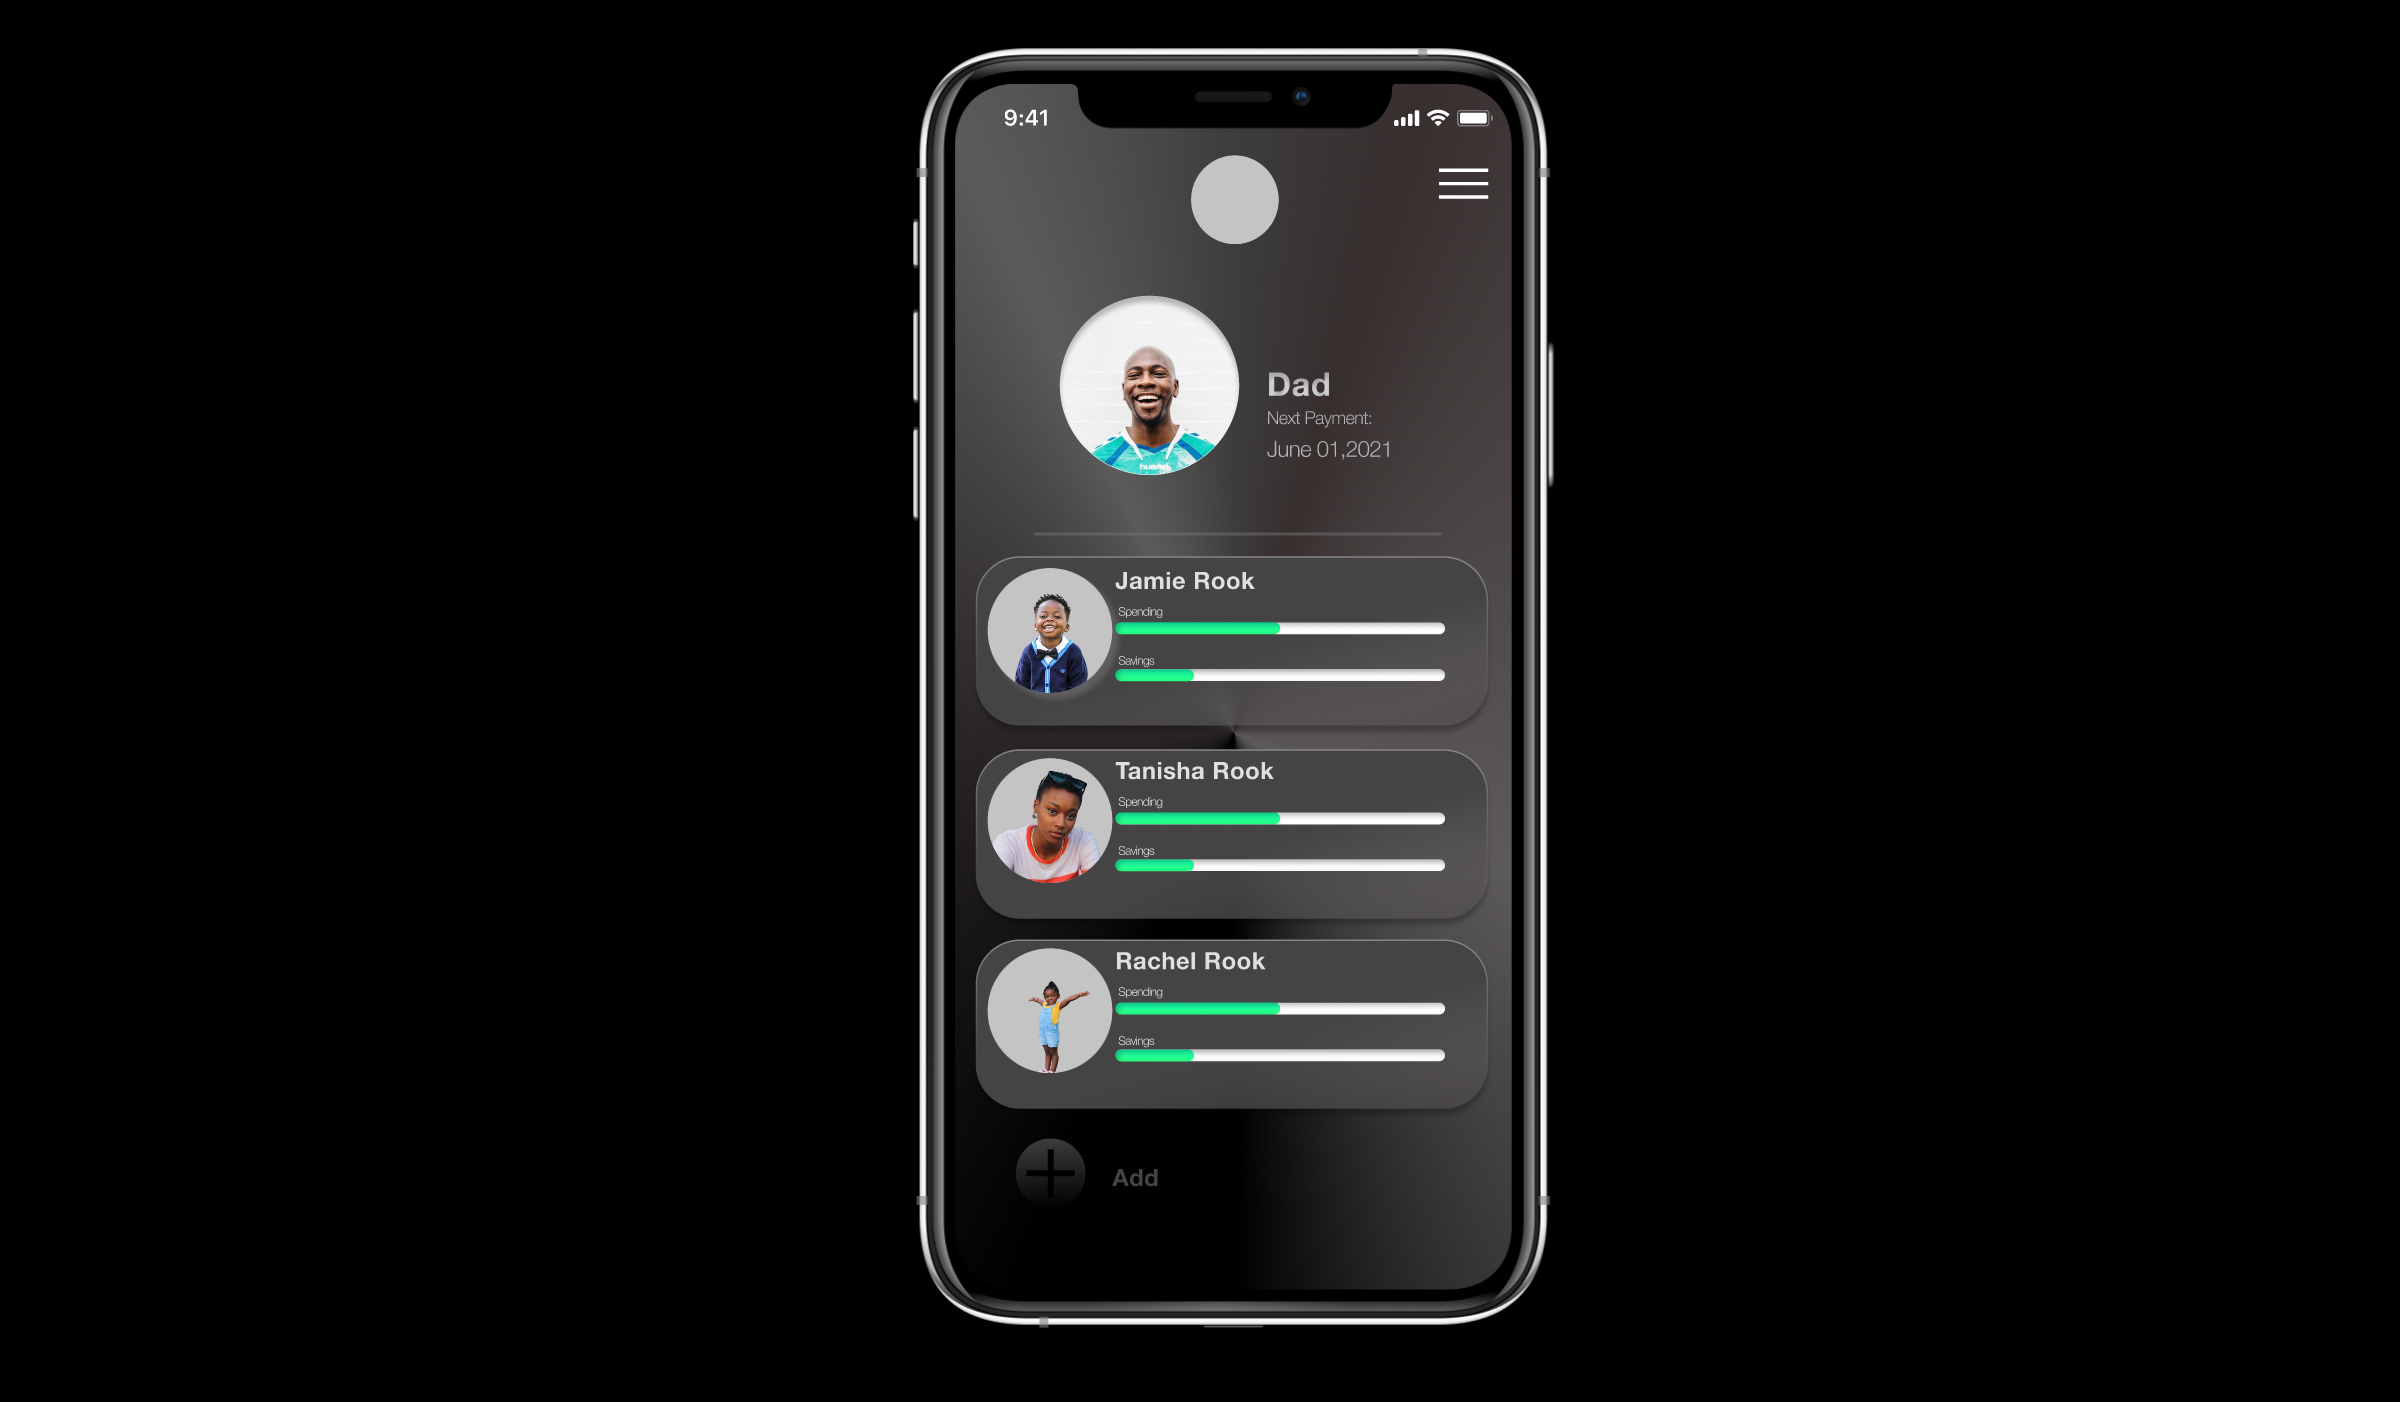 9:41
Dad
Next Payment:
June 01,2021
Jamie Rook
Spending
Savings
Tanisha Rook
Spending
Savings
Rachel Rook
Spending
Savings
Add